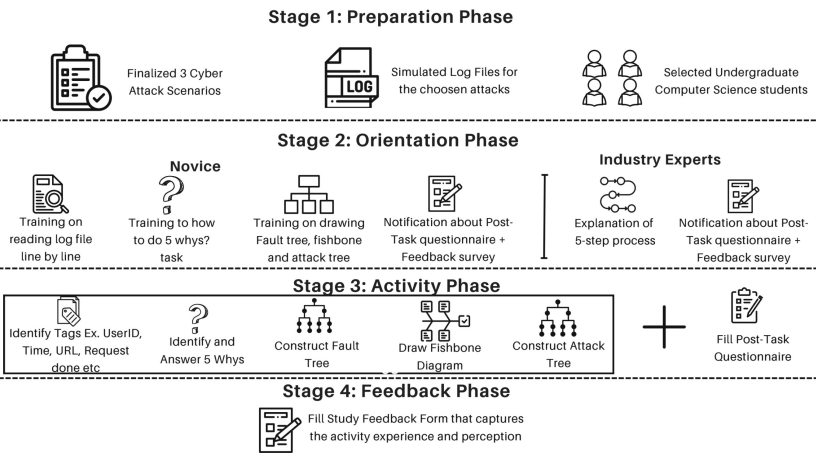 Stage 1: Preparation Phase
Finalized 3 Cyber
Attack Scenarios
LOG
Simulated Log Files for
the choosen attacks
Selected Undergraduate
Computer Science students
Stage 2: Orientation Phase
Novice
Training on
reading log file
line by line
Training to how
to do 5 whys?
task
Training on drawing
Fault tree, fishbone
and attack tree
Notification about Post-
Task questionnaire +
Feedback survey
Industry Experts
Explanation of
5-step process
Notification about Post-
Task questionnaire +
Feedback survey
Stage 3: Activity Phase
Identify Tags Ex. UserID,
Time, URL, Request
done etc
Identify and
Answer 5 Whys
Construct Fault
Tree
Draw Fishbone
Diagram
Construct Attack
Tree
Fill Post-Task
Questionnaire
Stage 4: Feedback Phase
Fill Study Feedback Form that captures
the activity experience and perception